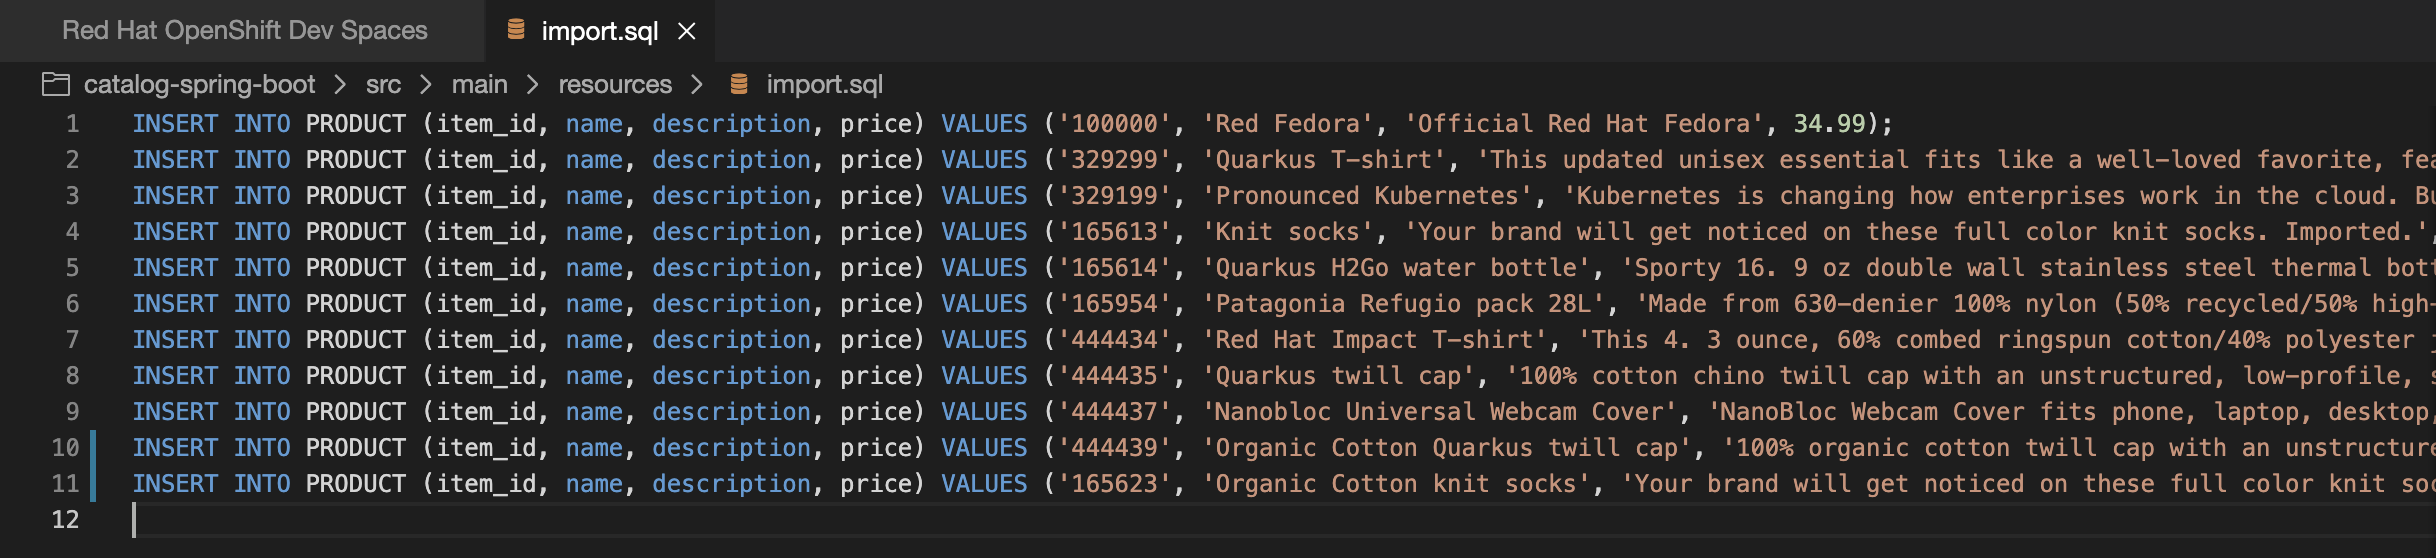 Red Hat OpenShift Dev Spaces import.sql
catalog-spring-boot > src > main > resources > import.sql
1 INSERT INTO PRODUCT (item_id, name, description, price) VALUES ('100000', 'Red Fedora', 'Official Red Hat Fedora', 34.99);
2 INSERT INTO PRODUCT (item_id, name, description, price) VALUES ('329299', 'Quarkus T-shirt', 'This updated unisex essential fits like a well-loved favorite,
3 INSERT INTO PRODUCT (item_id, name, description, price) VALUES ('329199', 'Pronounced Kubernetes', 'Kubernetes is changing how enterprises work in the cloud.
4 INSERT INTO PRODUCT (item_id, name, description, price) VALUES ('165613', 'Knit socks', 'Your brand will get noticed on these full color knit socks. Imported.',
5 INSERT INTO PRODUCT (item_id, name, description, price) VALUES ('165614', 'Quarkus H2Go water bottle', 'Sporty 16. 9 oz double wall stainless steel thermal
6 INSERT INTO PRODUCT (item_id, name, description, price) VALUES ('165954', 'Patagonia Refugio pack 28L', 'Made from 630-denier 100% nylon (50% recycled/50% high-
7 INSERT INTO PRODUCT (item_id, name, description, price) VALUES ('444434', 'Red Hat Impact T-shirt', 'This 4. 3 ounce, 60% combed ringspun cotton/40% polyester
8 INSERT INTO PRODUCT (item_id, name, description, price) VALUES ('444435', 'Quarkus twill cap', '100% cotton chino twill cap with an unstructured, low-profile,
9 INSERT INTO PRODUCT (item_id, name, description, price) VALUES ('444437', 'Nanobloc Universal Webcam Cover', 'NanoBloc Webcam Cover fits phone, laptop, desktop,
10 INSERT INTO PRODUCT (item_id, name, description, price) VALUES ('444439', 'Organic Cotton Quarkus twill cap', '100% organic cotton twill cap with an
11 INSERT INTO PRODUCT (item_id, name, description, price) VALUES ('165623', 'Organic Cotton knit socks', 'Your brand will get noticed on these full color knit
12